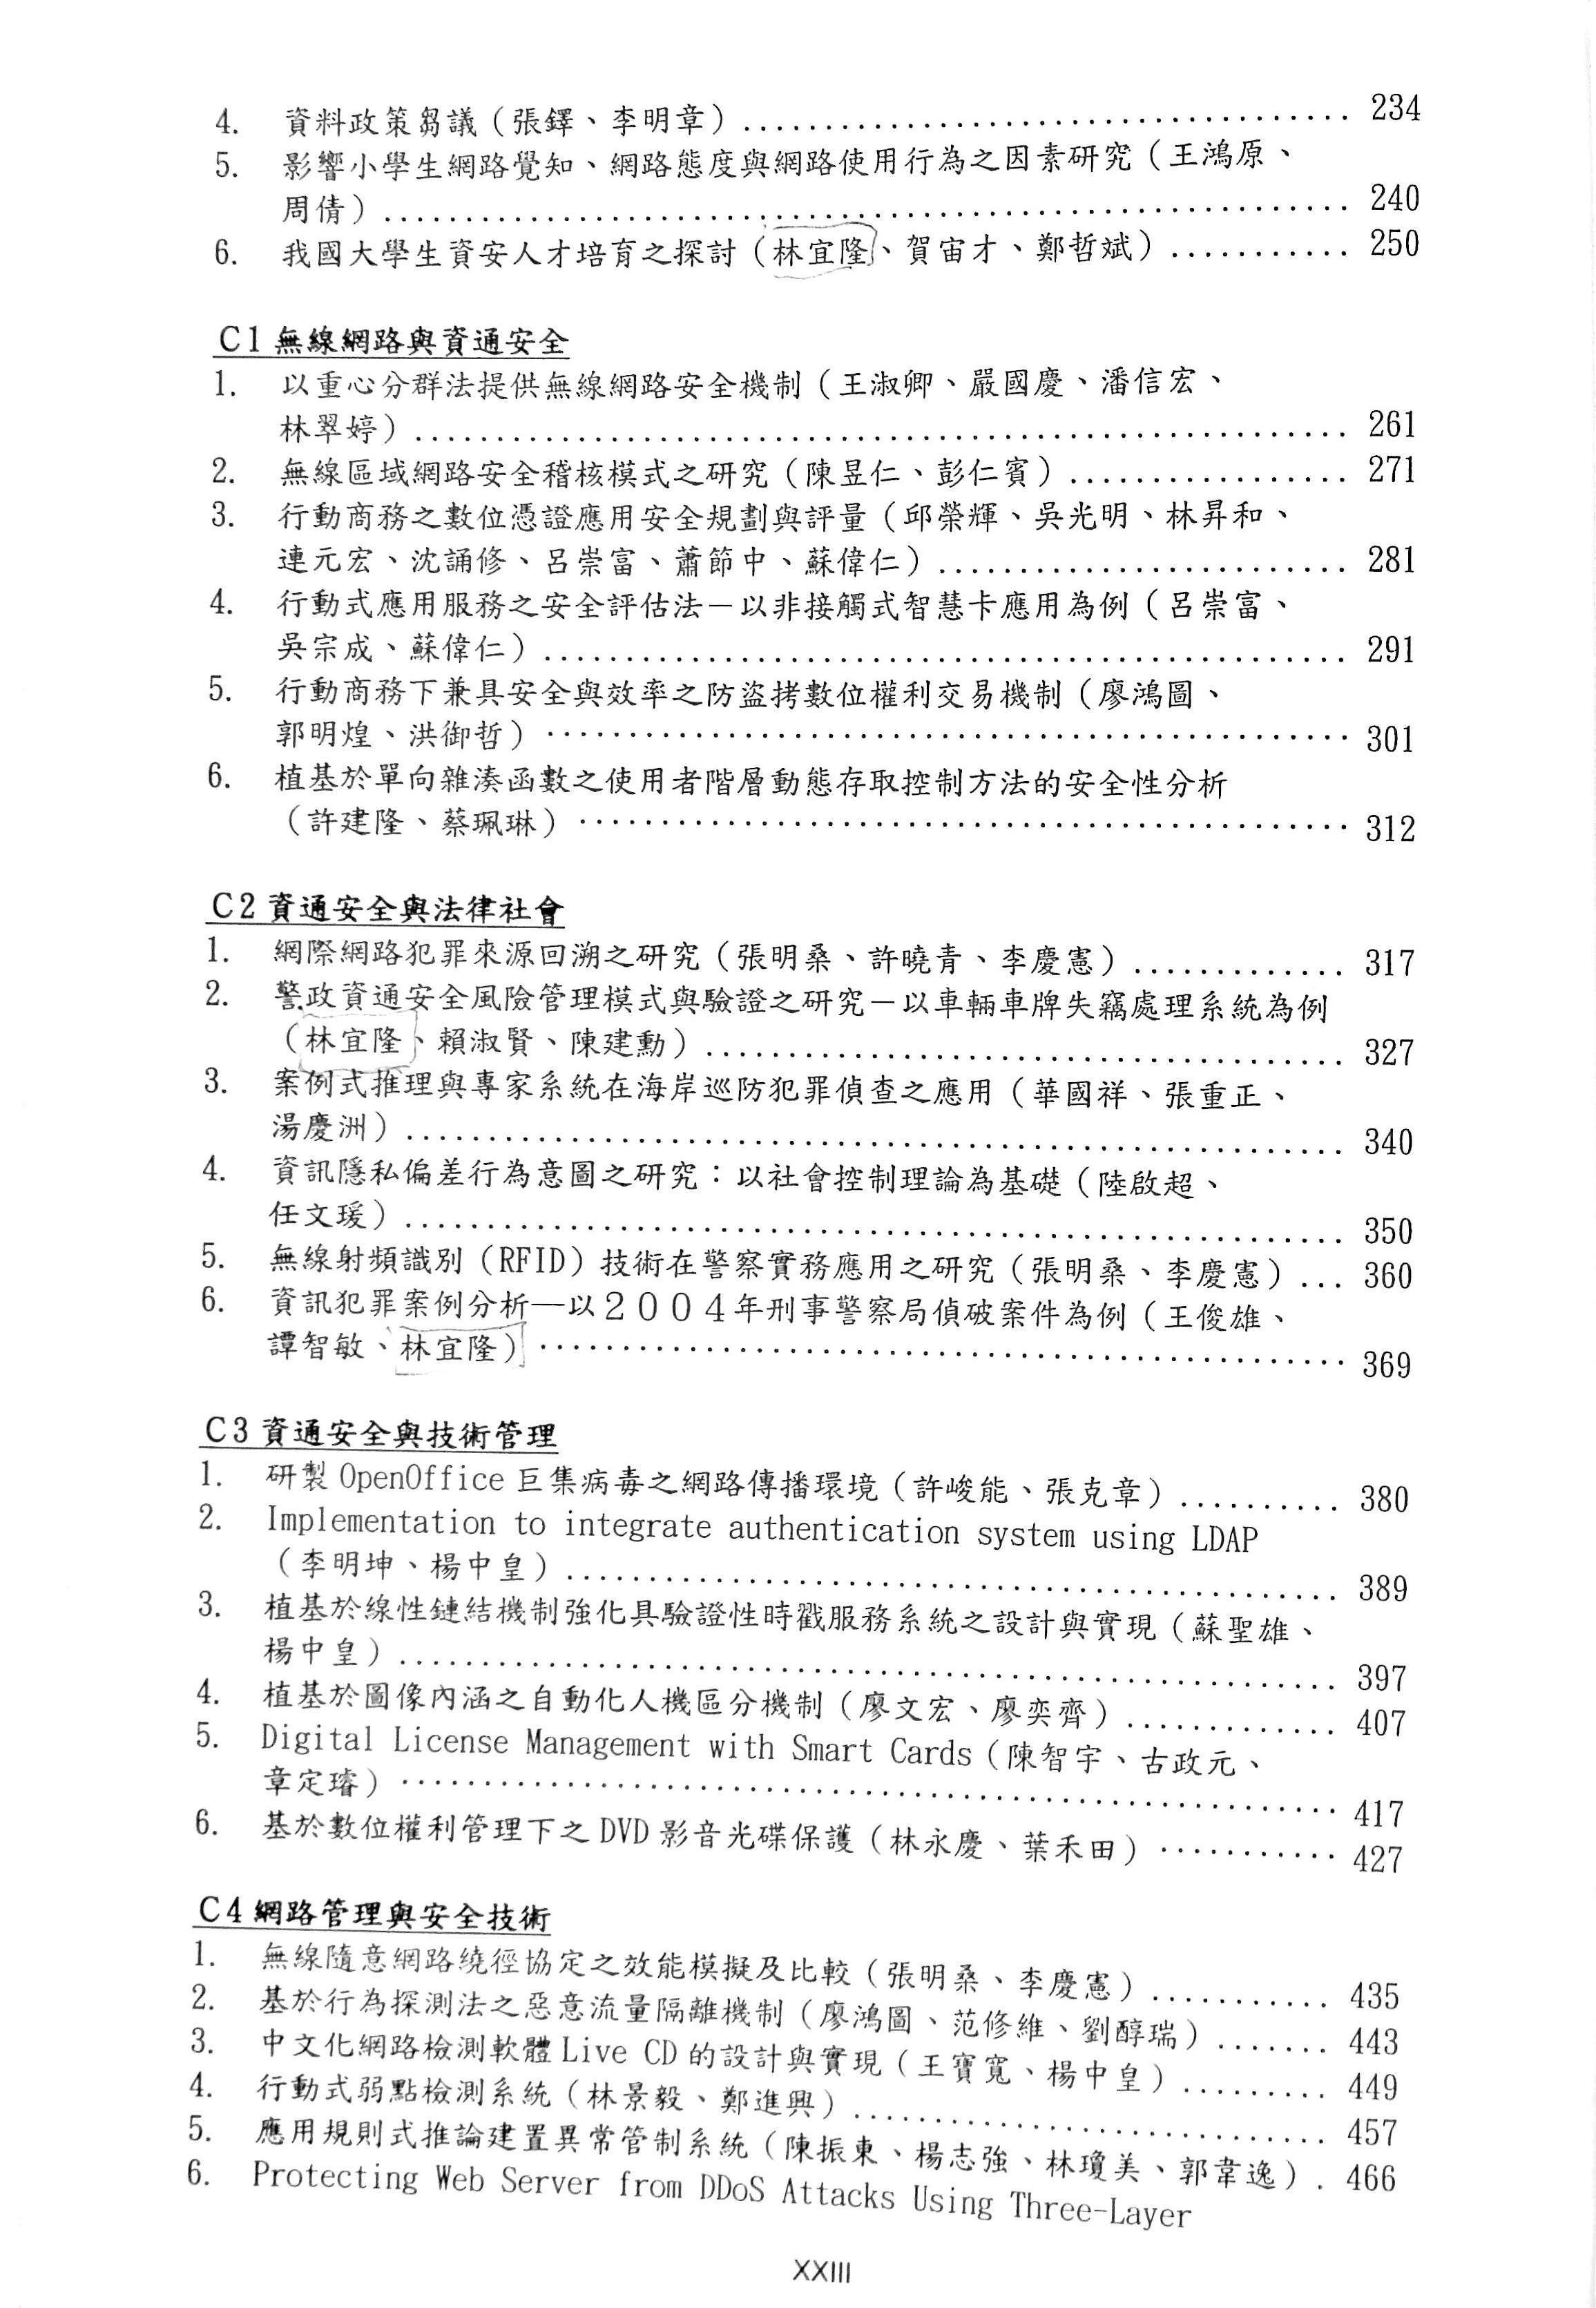 4. 資料政策芻議（張鐸、李明章）...................................... 234
5. 影響小學生網路覺知、網路態度與網路使用行為之因素研究（王鴻原、
周倩）............................................................ 240
6. 我國大學生資安人才培育之探討（林宜隆、賀宙才、鄭哲斌）........... 250
C1 無線網路與資通安全
1. 以重心分群法提供無線網路安全機制（王淑卿、嚴國慶、潘信宏、
林翠婷）.......................................................... 261
2. 無線區域網路安全稽核模式之研究（陳昱仁、彭仁賓）................. 271
3. 行動商務之數位憑證應用安全規劃與評量（邱榮輝、吳光明、林昇和、
連元宏、沈誦修、呂崇富、蕭節中、蘇偉仁）.......................... 281
4. 行動式應用服務之安全評估法－以非接觸式智慧卡應用為例（呂崇富、
吳宗成、蘇偉仁）.................................................. 291
5. 行動商務下兼具安全與效率之防盜拷數位權利交易機制（廖鴻圖、
郭明煌、洪御哲）.................................................. 301
6. 植基於單向雜湊函數之使用者階層動態存取控制方法的安全性分析
（許建隆、蔡珮琳）................................................ 312
C2 資通安全與法律社會
1. 網際網路犯罪來源回溯之研究（張明桑、許曉青、李慶憲）............. 317
2. 警政資通安全風險管理模式與驗證之研究－以車輛車牌失竊處理系統為例
（林宜隆、賴淑賢、陳建勳）........................................ 327
3. 案例式推理與專家系統在海岸巡防犯罪偵查之應用（華國祥、張重正、
湯慶洲）.......................................................... 340
4. 資訊隱私偏差行為意圖之研究：以社會控制理論為基礎（陸啟超、
任文瑗）.......................................................... 350
5. 無線射頻識別（RFID）技術在警察實務應用之研究（張明桑、李慶憲）... 360
6. 資訊犯罪案例分析—以２００４年刑事警察局偵破案件為例（王俊雄、
譚智敏、林宜隆）.................................................. 369
C3 資通安全與技術管理
1. 研製 OpenOffice 巨集病毒之網路傳播環境（許峻能、張克章）.......... 380
2. Implementation to integrate authentication system using LDAP
（李明坤、楊中皇）................................................ 389
3. 植基於線性鏈結機制強化具驗證性時戳服務系統之設計與實現（蘇聖雄、
楊中皇）.......................................................... 397
4. 植基於圖像內涵之自動化人機區分機制（廖文宏、廖奕齊）............. 407
5. Digital License Management with Smart Cards（陳智宇、古政元、
章定璿）.......................................................... 417
6. 基於數位權利管理下之 DVD 影音光碟保護（林永慶、葉禾田）........... 427
C4 網路管理與安全技術
1. 無線隨意網路繞徑協定之效能模擬及比較（張明桑、李慶憲）........... 435
2. 基於行為探測法之惡意流量隔離機制（廖鴻圖、范修維、劉醇瑞）....... 443
3. 中文化網路檢測軟體 Live CD 的設計與實現（王寶寬、楊中皇）......... 449
4. 行動式弱點檢測系統（林景毅、鄭進興）............................. 457
5. 應用規則式推論建置異常管制系統（陳振東、楊志強、林瓊美、郭韋逸）. 466
6. Protecting Web Server from DDoS Attacks Using Three-Layer
XXIII